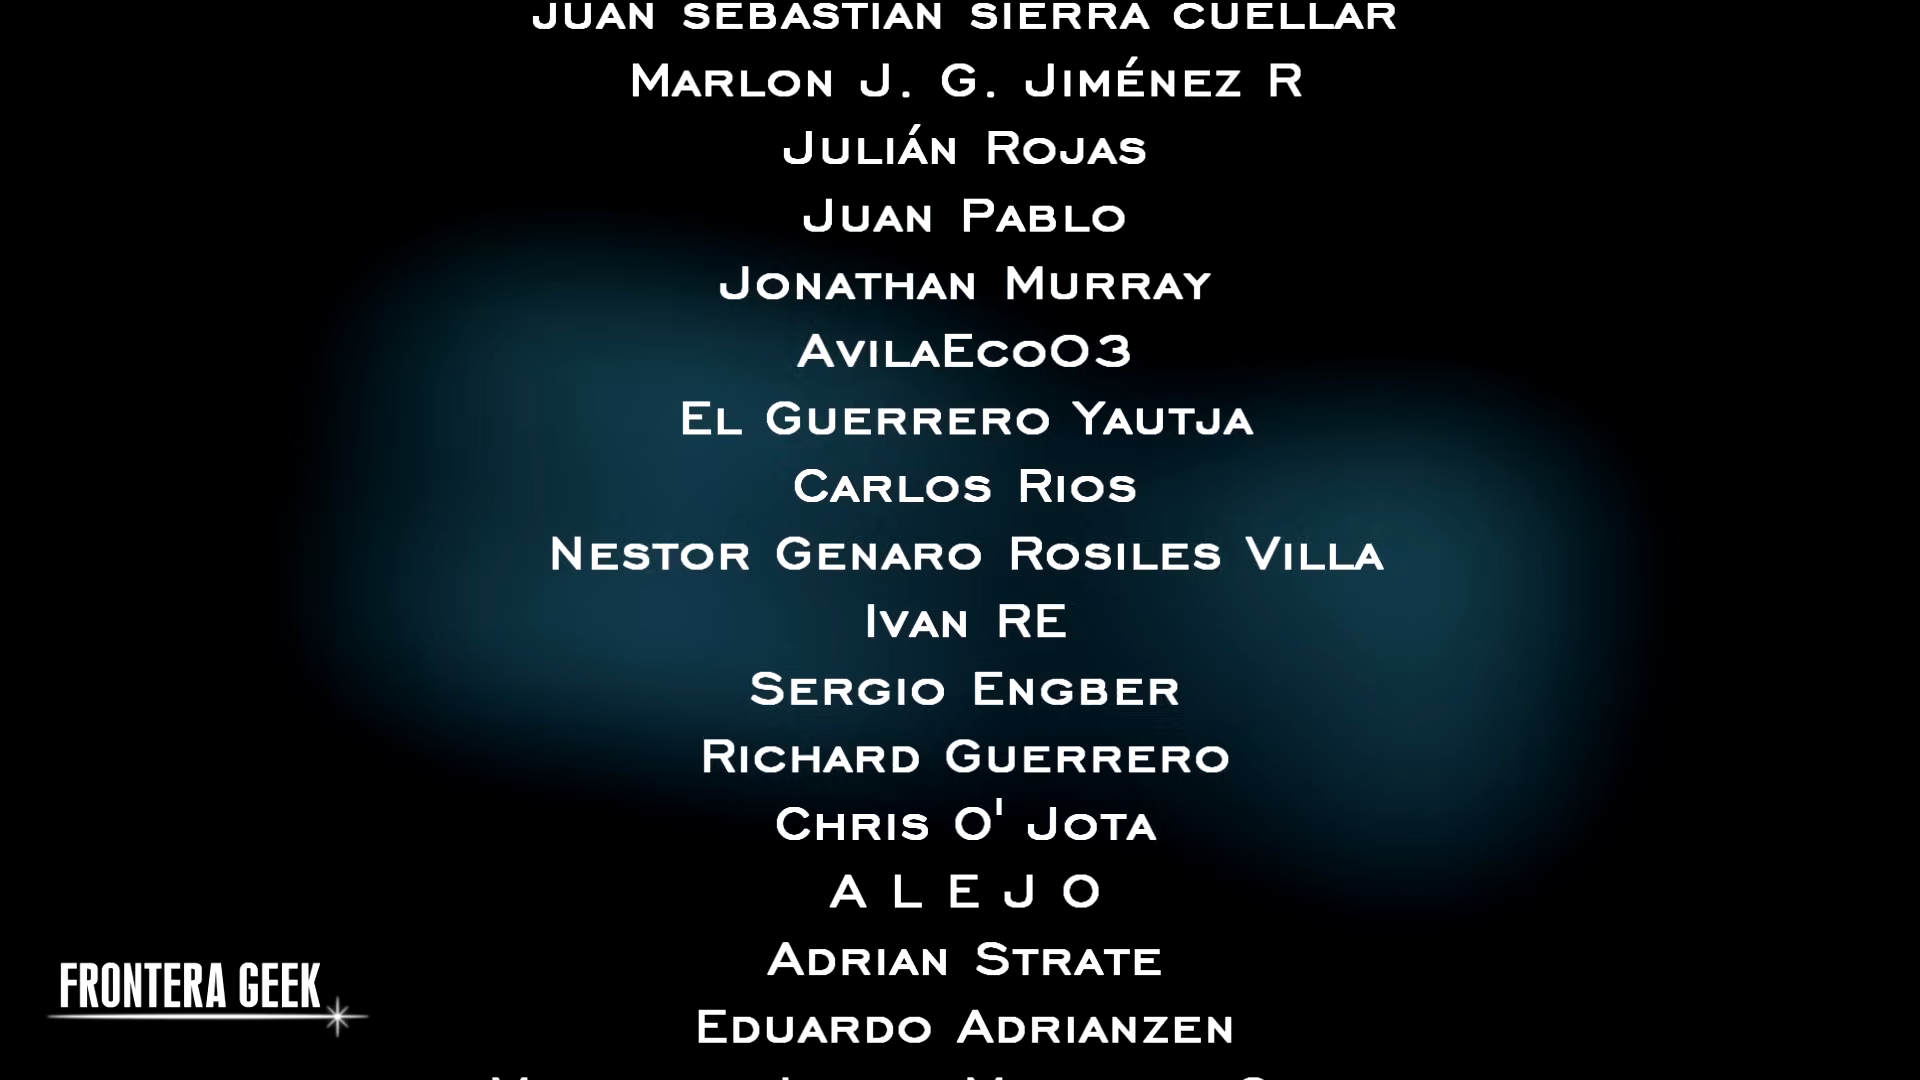 JUAN SEBASTIAN SIERRA CUELLAR
MARLON J. G. JIMÉNEZ R
JULIÁN ROJAS
JUAN PABLO
JONATHAN MURRAY
AVILAECO03
EL GUERRERO YAUTJA
CARLOS RIOS
NESTOR GENARO ROSILES VILLA
IVAN RE
SERGIO ENGBER
RICHARD GUERRERO
CHRIS O' JOTA
A L E J O
ADRIAN STRATE
EDUARDO ADRIANZEN
FRONTERA GEEK